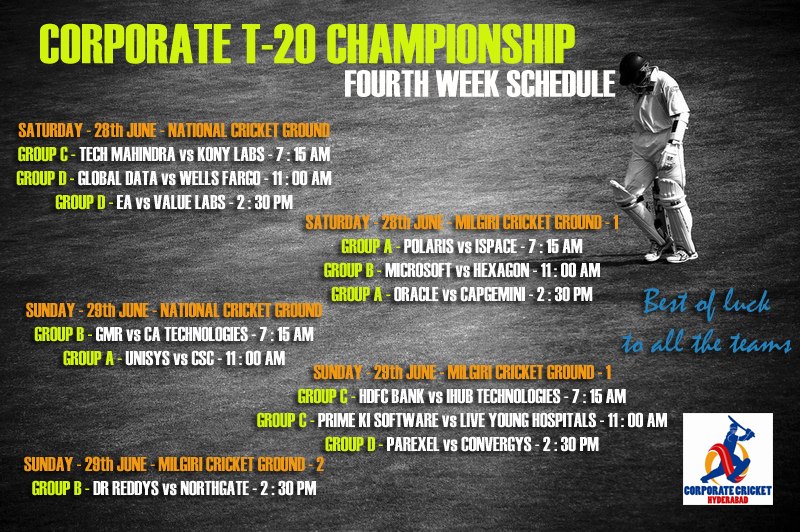 CORPORATE T-20 CHAMPIONSHIP
FOURTH WEEK SCHEDULE
SATURDAY - 28th JUNE - NATIONAL CRICKET GROUND
GROUP C - TECH MAHINDRA vs KONY LABS - 7 : 15 AM
GROUP D - GLOBAL DATA vs WELLS FARGO - 11 : 00 AM
GROUP D - EA vs VALUE LABS - 2 : 30 PM
SATURDAY - 28th JUNE - MILGIRI CRICKET GROUND - 1
GROUP A - POLARIS vs ISPACE - 7 : 15 AM
GROUP B - MICROSOFT vs HEXAGON - 11 : 00 AM
GROUP A - ORACLE vs CAPGEMINI - 2 : 30 PM
SUNDAY - 29th JUNE - NATIONAL CRICKET GROUND
GROUP B - GMR vs CA TECHNOLOGIES - 7 : 15 AM
GROUP A - UNISYS vs CSC - 11 : 00 AM
Best of luck
to all the teams
SUNDAY - 29th JUNE - MILGIRI CRICKET GROUND - 1
GROUP C - HDFC BANK vs IHUB TECHNOLOGIES - 7 : 15 AM
GROUP C - PRIME KI SOFTWARE vs LIVE YOUNG HOSPITALS - 11 : 00 AM
GROUP D - PAREXEL vs CONVERGYS - 2 : 30 PM
SUNDAY - 29th JUNE - MILGIRI CRICKET GROUND - 2
GROUP B - DR REDDYS vs NORTHGATE - 2 : 30 PM
CORPORATE CRICKET
HYDERABAD